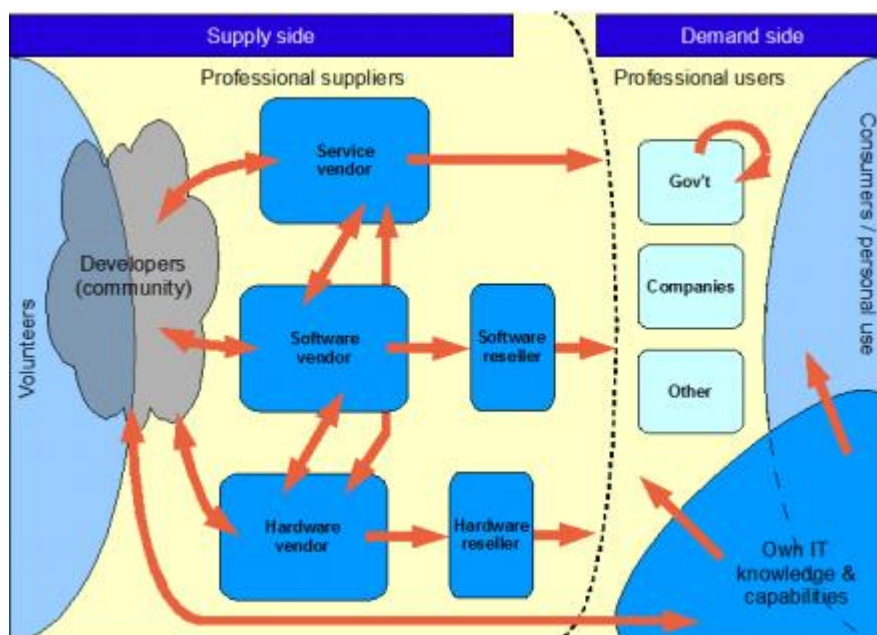 Supply side
Demand side
Professional suppliers
Professional users
Service
vendor
Gov't
Developers
(community)
Companies
Software
vendor
Software
reseller
Other
Volunteers
Consumers / personal use
Hardware
vendor
Hardware
reseller
Own IT
knowledge &
capabilities